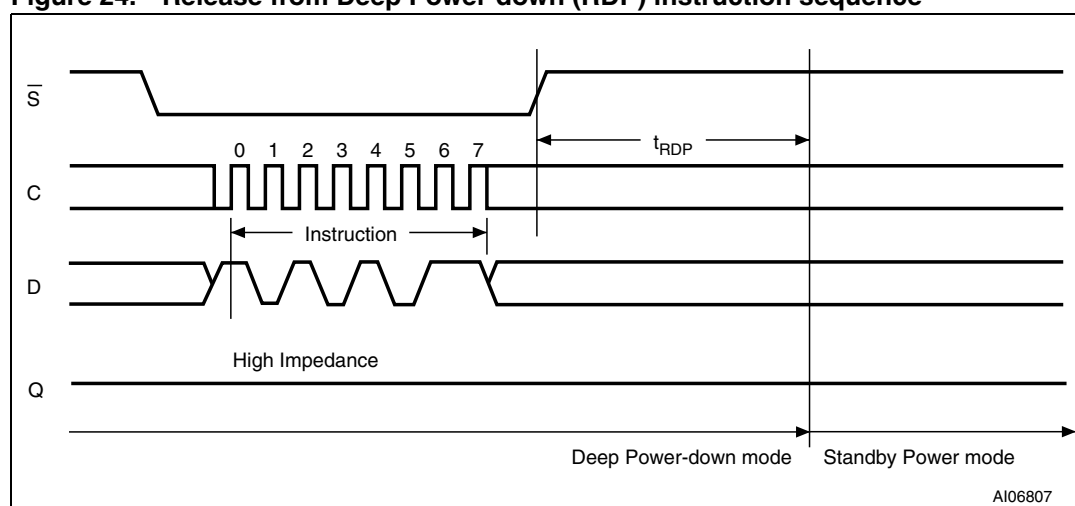 Figure 24. Release from Deep Power-down (RDP) instruction sequence
S
0 1 2 3 4 5 6 7
tRDP
C
Instruction
D
High Impedance
Q
Deep Power-down mode Standby Power mode
AI06807